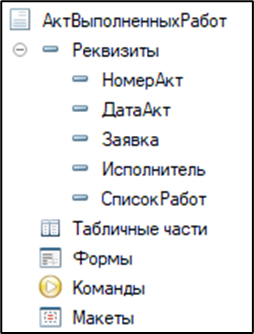 АктВыполненныхРабот
Реквизиты
НомерАкт
ДатаАкт
Заявка
Исполнитель
СписокРабот
Табличные части
Формы
Команды
Макеты